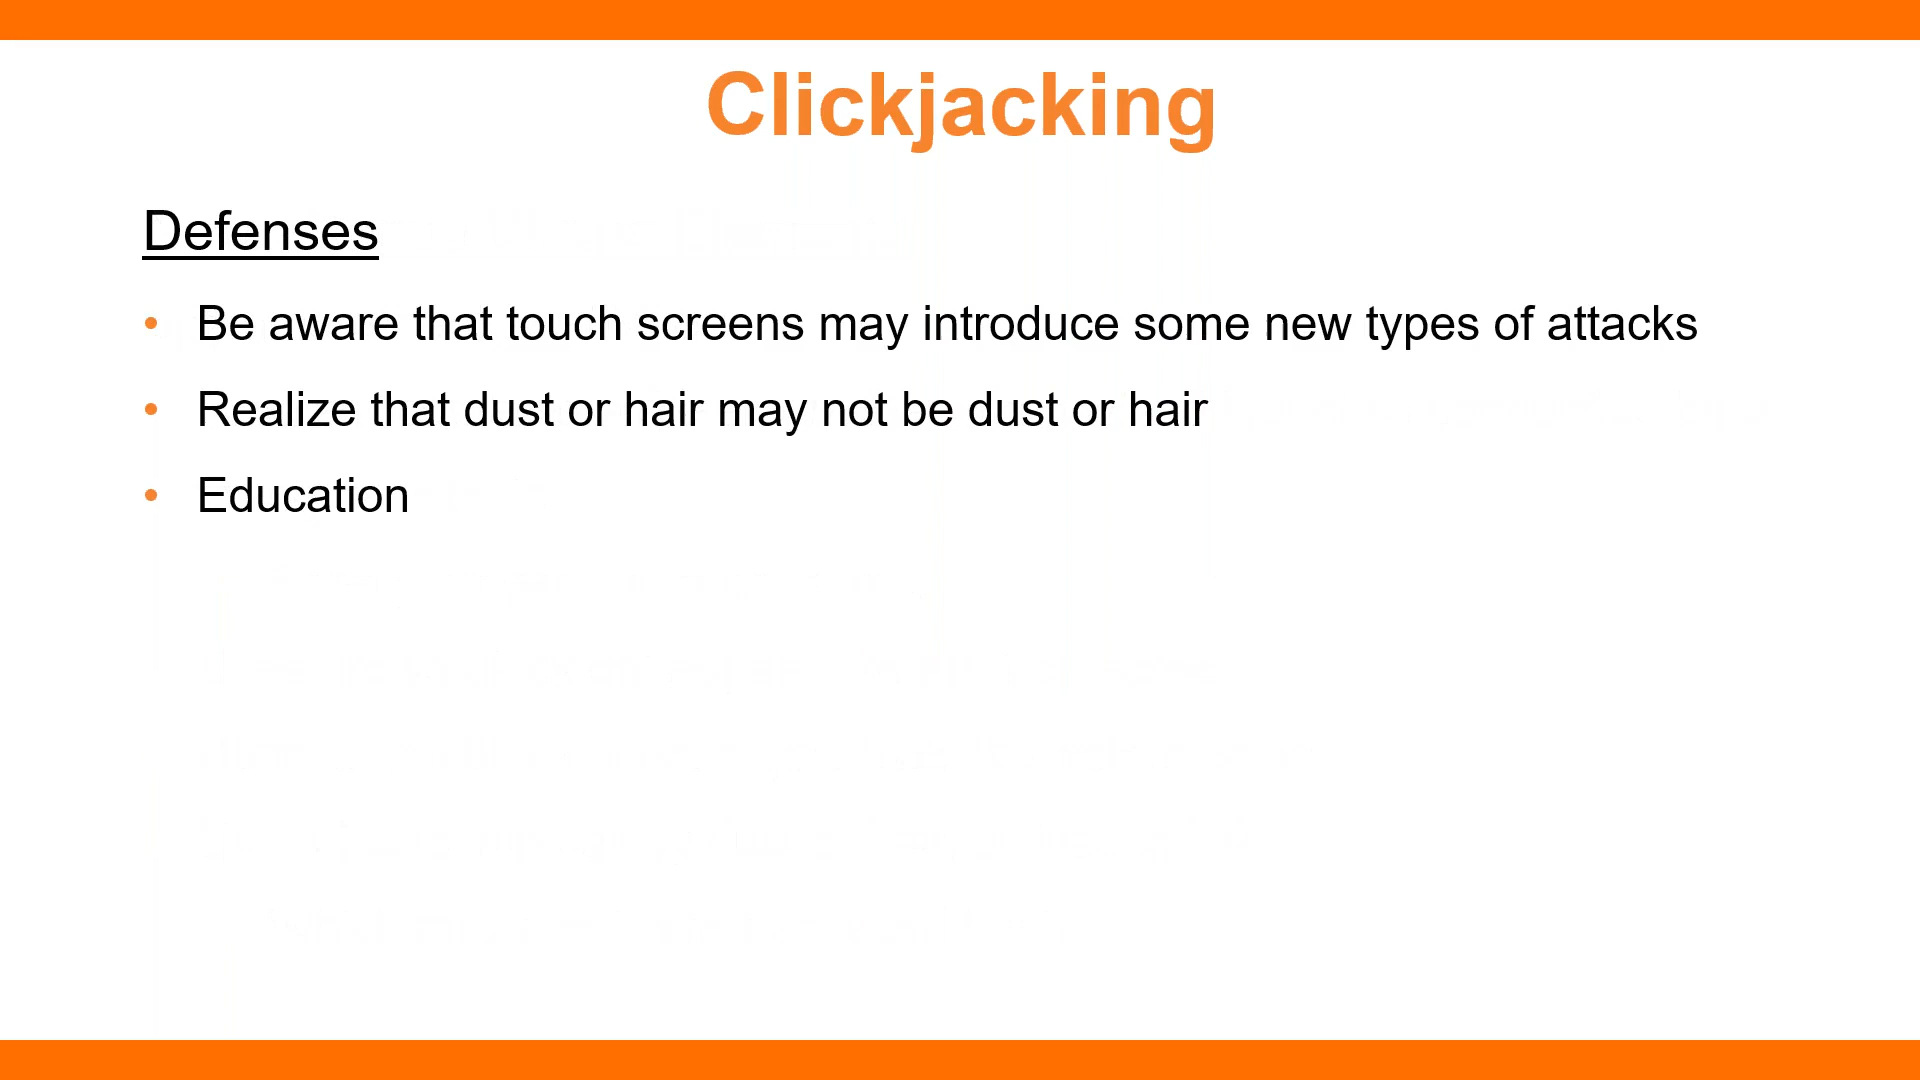 Clickjacking
Defenses
• Be aware that touch screens may introduce some new types of attacks
• Realize that dust or hair may not be dust or hair
• Education